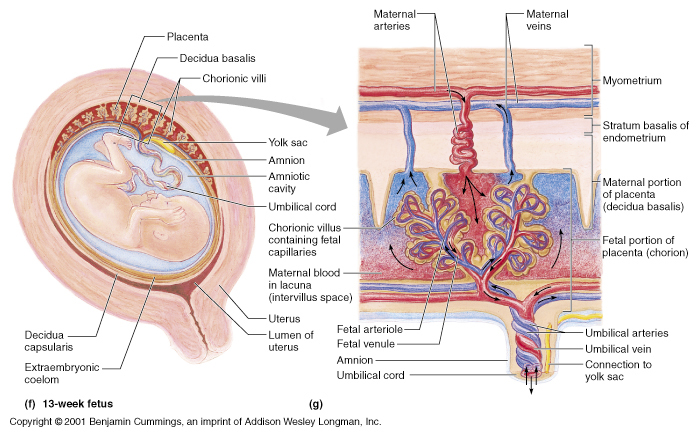 Placenta
Decidua basalis
Chorionic villi
Yolk sac
Amnion
Amniotic
cavity
Umbilical cord
Chorionic villus
containing fetal
capillaries
Maternal blood
in lacuna
(intervillus space)
Uterus
Lumen of
uterus
Decidua
capsularis
Extraembryonic
coelom
(f) 13-week fetus
Maternal
arteries
Maternal
veins
Myometrium
Stratum basalis of
endometrium
Maternal portion
of placenta
(decidua basalis)
Fetal portion of
placenta (chorion)
Fetal arteriole
Fetal venule
Amnion
Umbilical cord
Umbilical arteries
Umbilical vein
Connection to
yolk sac
(g)
Copyright © 2001 Benjamin Cummings, an imprint of Addison Wesley Longman, Inc.